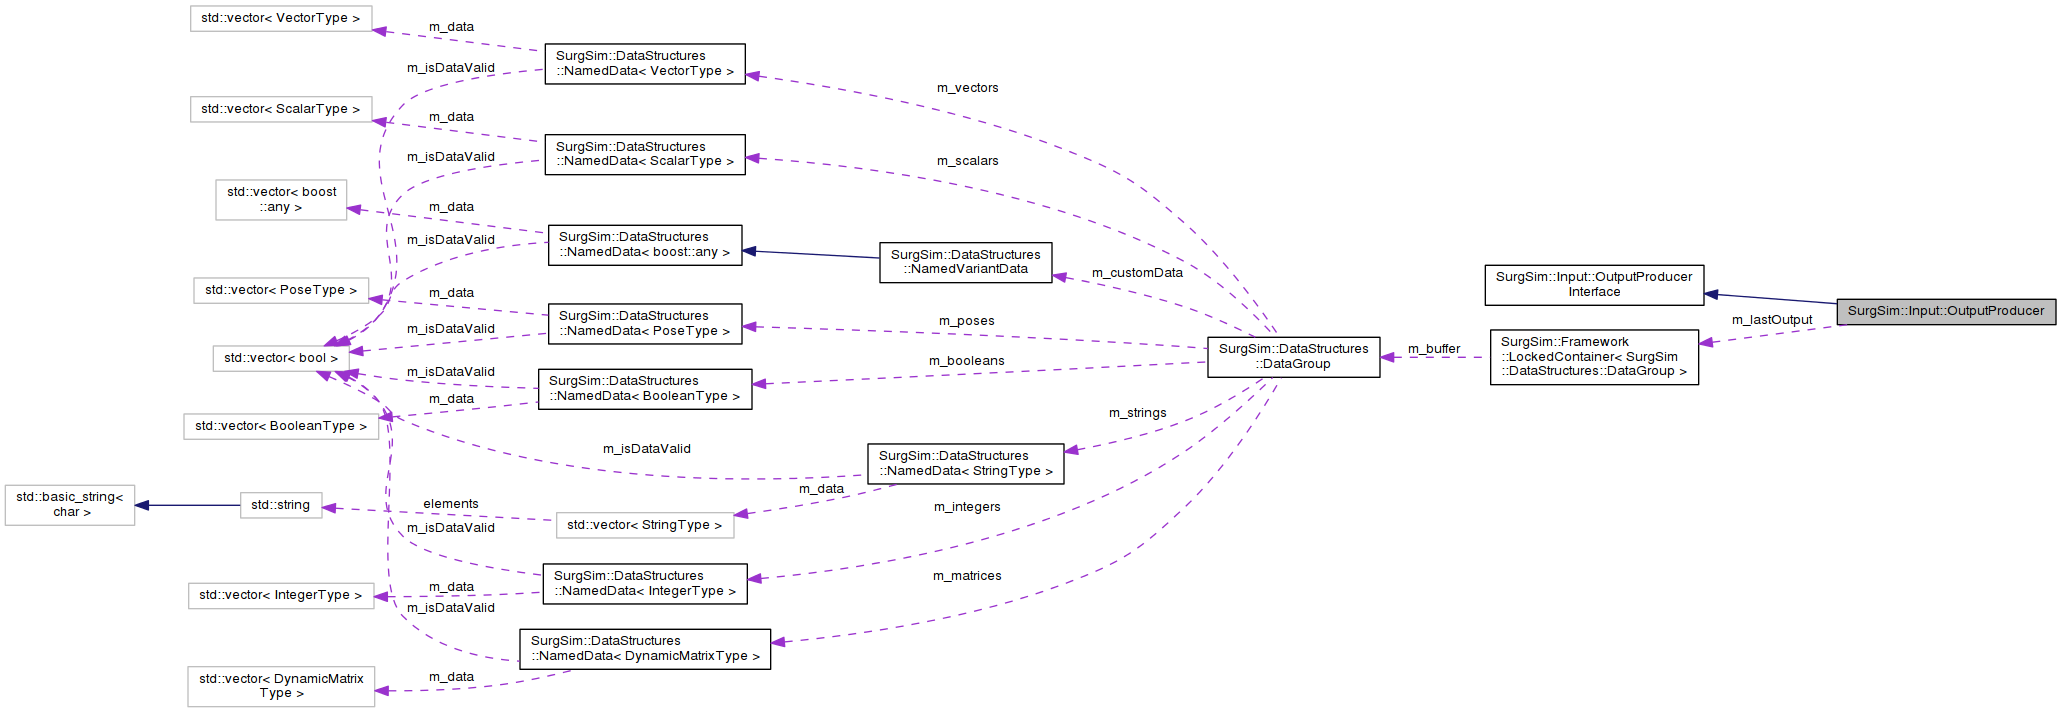 std::vector< VectorType >
m_data
SurgSim::DataStructures
::NamedData< VectorType >
m_isDataValid
m_vectors
std::vector< ScalarType >
m_data
SurgSim::DataStructures
::NamedData< ScalarType >
m_isDataValid
m_scalars
std::vector< boost
::any >
m_data
SurgSim::DataStructures
::NamedData< boost::any >
m_isDataValid
SurgSim::DataStructures
::NamedVariantData
m_customData
SurgSim::Input::OutputProducer
Interface
SurgSim::Input::OutputProducer
m_lastOutput
std::vector< PoseType >
m_data
SurgSim::DataStructures
::NamedData< PoseType >
m_isDataValid
m_poses
std::vector< bool >
SurgSim::DataStructures
::DataGroup
m_buffer
SurgSim::Framework
::LockedContainer< SurgSim
::DataStructures::DataGroup >
m_booleans
m_isDataValid
SurgSim::DataStructures
::NamedData< BooleanType >
m_data
std::vector< BooleanType >
m_strings
m_isDataValid
SurgSim::DataStructures
::NamedData< StringType >
m_data
std::basic_string<
char >
std::string
elements
std::vector< StringType >
m_integers
m_isDataValid
SurgSim::DataStructures
::NamedData< IntegerType >
m_data
std::vector< IntegerType >
m_matrices
m_isDataValid
SurgSim::DataStructures
::NamedData< DynamicMatrixType >
m_data
std::vector< DynamicMatrix
Type >